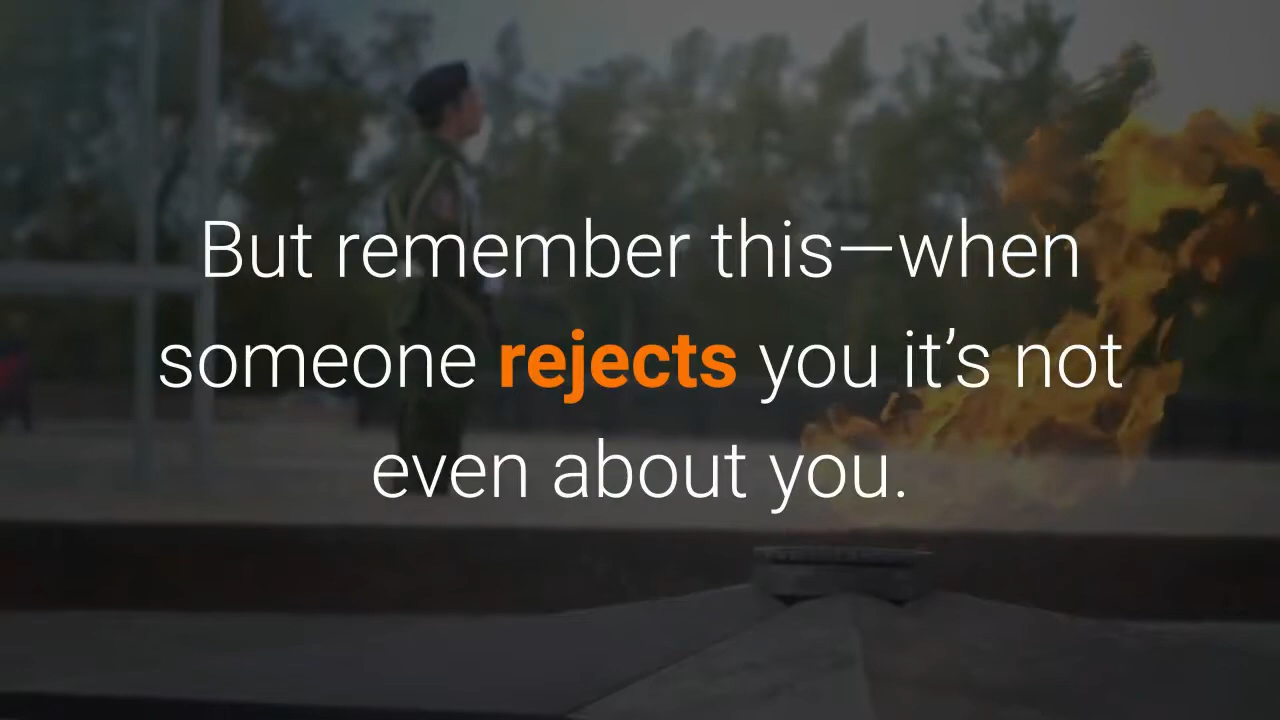 But remember this—when
someone rejects you it’s not
even about you.